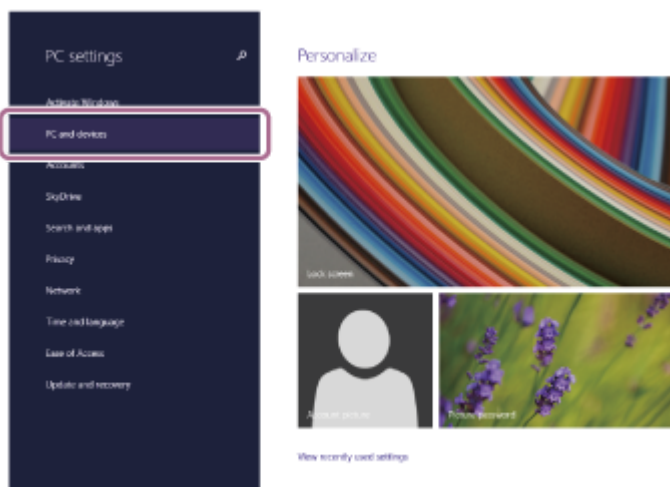 PC settings
Activate Windows
PC and devices
Accounts
SkyDrive
Search and apps
Privacy
Network
Time and language
Ease of Access
Update and recovery
Personalize
Lock screen
Account picture
Picture password
View recently used settings